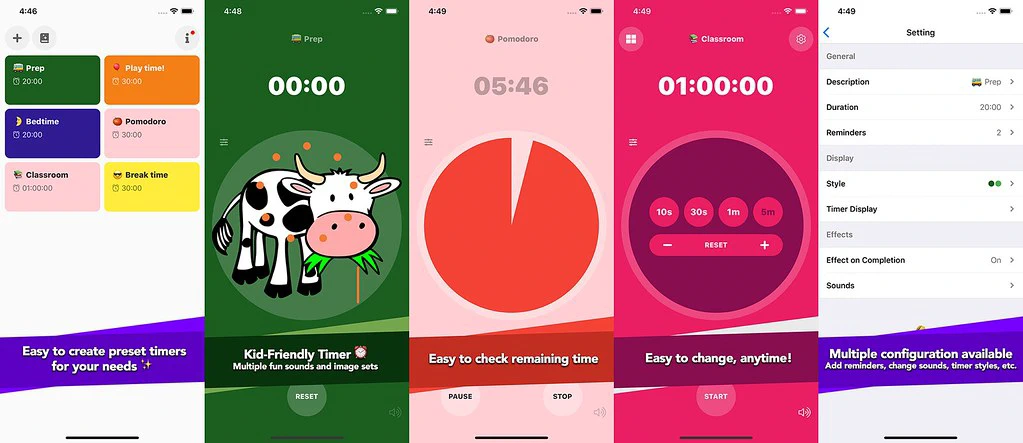 4:46
Prep
20:00
Play time!
30:00
Bedtime
20:00
Pomodoro
30:00
Classroom
01:00:00
Break time
30:00
Easy to create preset timers
for your needs
4:48
Prep
00:00
Kid-Friendly Timer
Multiple fun sounds and image sets
RESET
4:49
Pomodoro
05:46
Easy to check remaining time
PAUSE
STOP
4:49
Classroom
01:00:00
10s 30s 1m 5m
− RESET +
Easy to change, anytime!
START
4:49
Setting
General
Description Prep
Duration 20:00
Reminders 2
Display
Style
Timer Display
Effects
Effect on Completion On
Sounds
Multiple configuration available
Add reminders, change sounds, timer styles, etc.